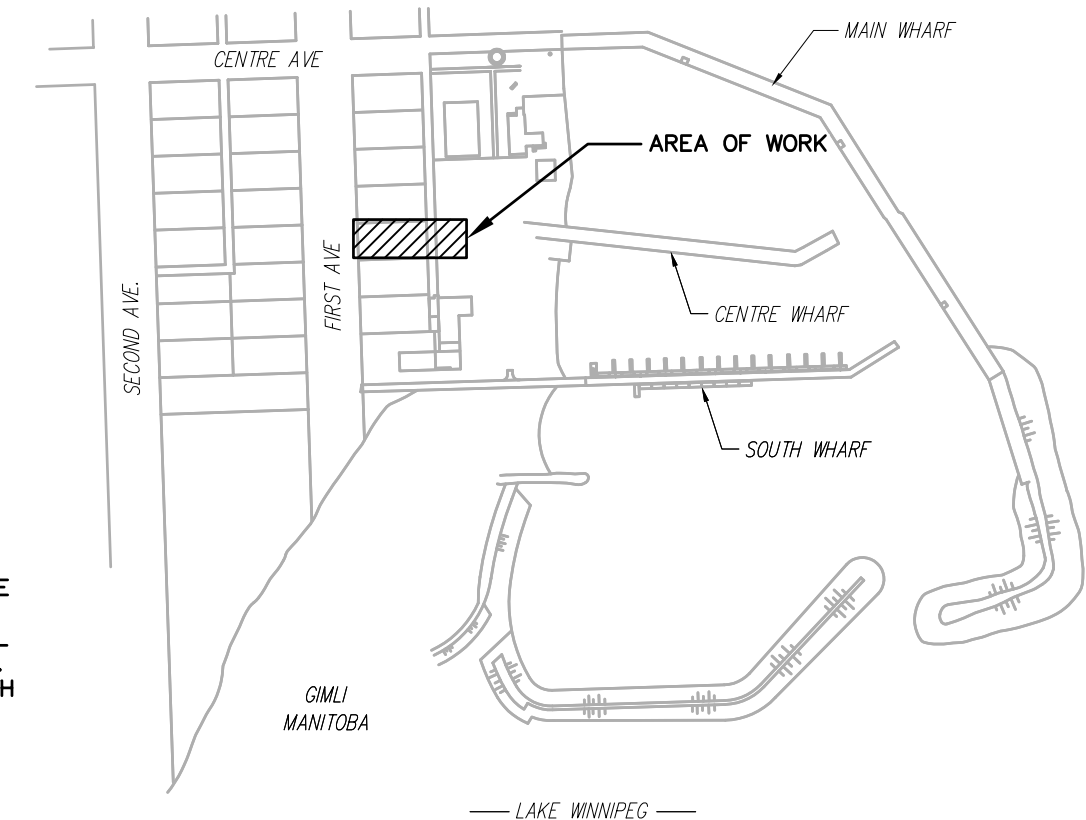 MAIN WHARF
CENTRE AVE
AREA OF WORK
FIRST AVE
SECOND AVE.
CENTRE WHARF
SOUTH WHARF
E
H
GIMLI
MANITOBA
LAKE WINNIPEG